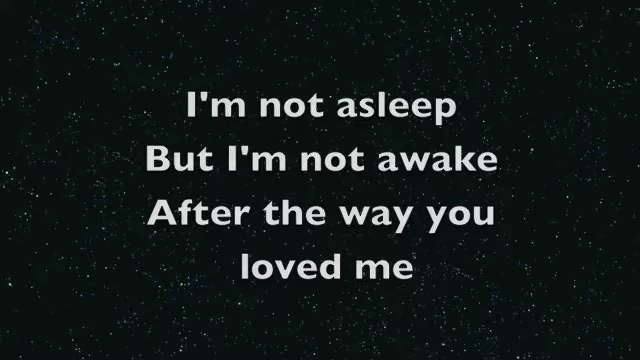 I'm not asleep
But I'm not awake
After the way you
loved me